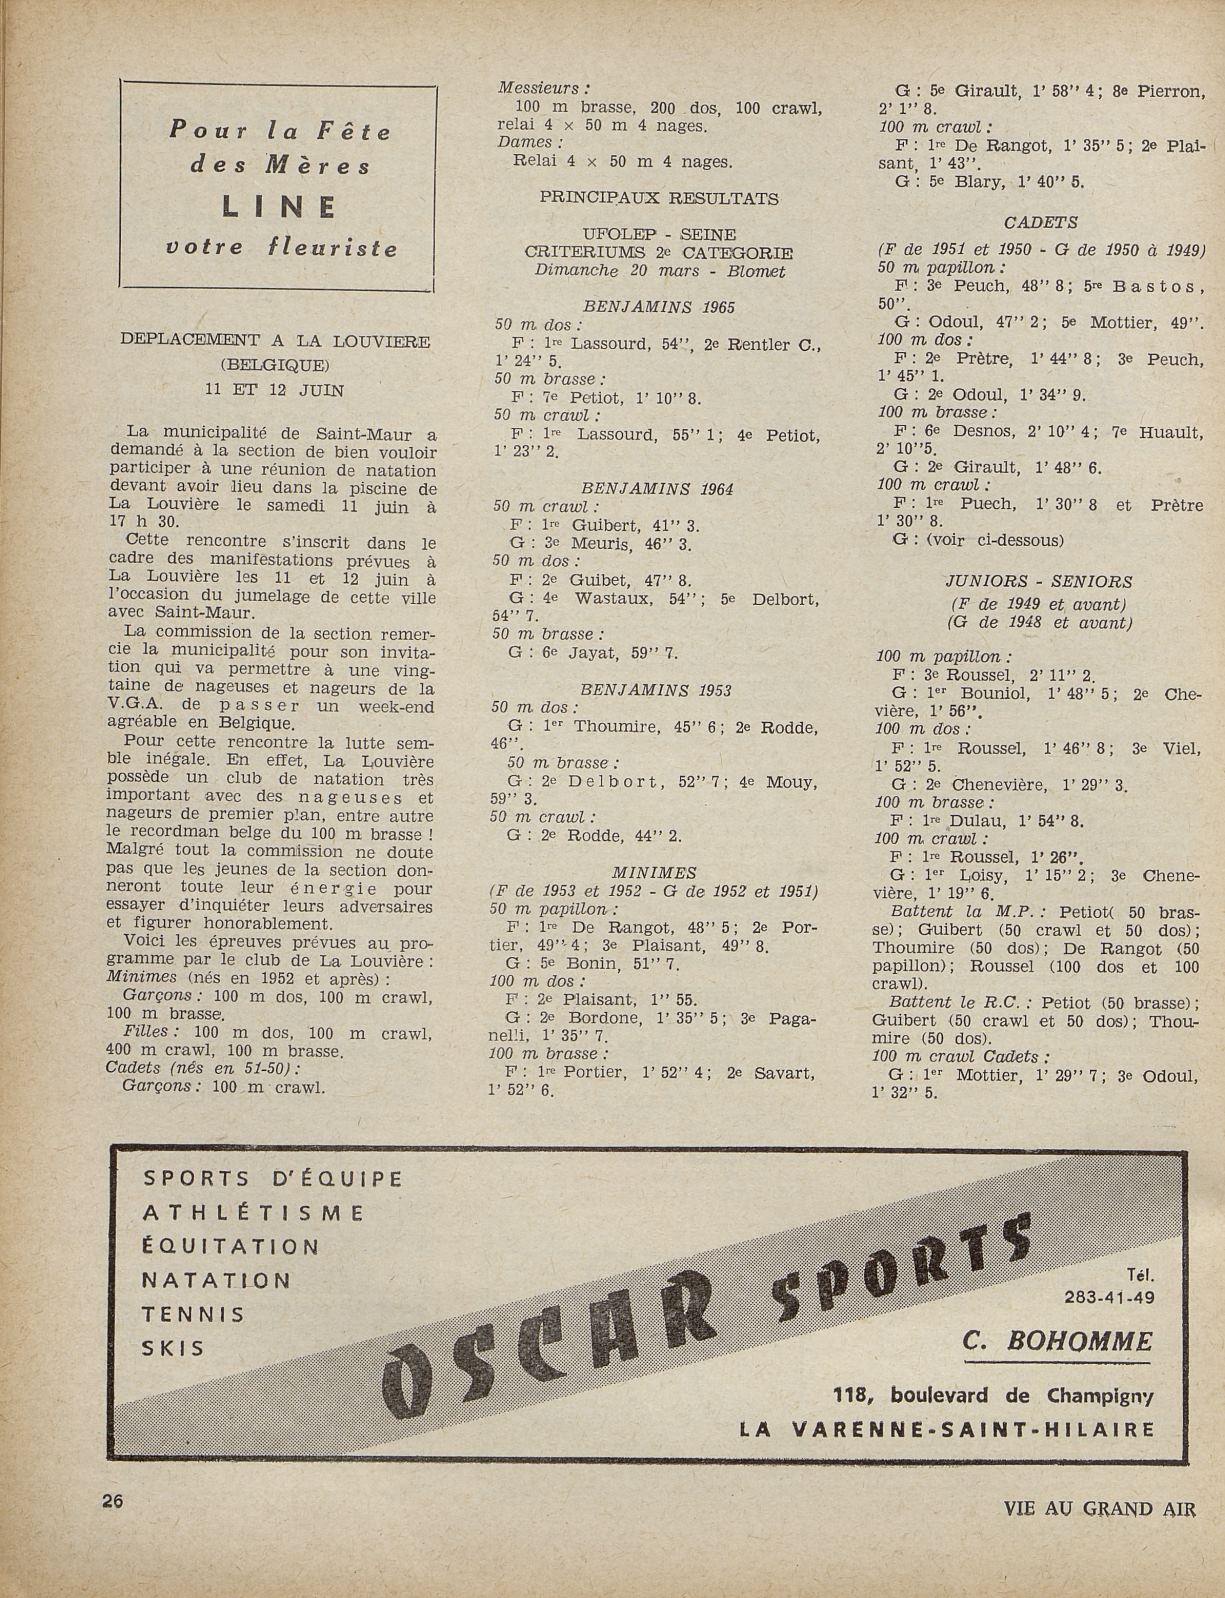 Pour la Fête
des Mères
LINE
votre fleuriste
DEPLACEMENT A LA LOUVIERE
(BELGIQUE)
11 ET 12 JUIN
La municipalité de Saint-Maur a
demandé à la section de bien vouloir
participer à une réunion de natation
devant avoir lieu dans la piscine de
La Louvière le samedi 11 juin à
17 h 30.
Cette rencontre s'inscrit dans le
cadre des manifestations prévues à
La Louvière les 11 et 12 juin à
l'occasion du jumelage de cette ville
avec Saint-Maur.
La commission de la section remer-
cie la municipalité pour son invita-
tion qui va permettre à une ving-
taine de nageuses et nageurs de la
V.G.A. de passer un week-end
agréable en Belgique.
Pour cette rencontre la lutte sem-
ble inégale. En effet, La Louvière
possède un club de natation très
important avec des nageuses et
nageurs de premier plan, entre autre
le recordman belge du 100 m brasse !
Malgré tout la commission ne doute
pas que les jeunes de la section don-
neront toute leur énergie pour
essayer d'inquiéter leurs adversaires
et figurer honorablement.
Voici les épreuves prévues au pro-
gramme par le club de La Louvière :
Minimes (nés en 1952 et après) :
Garçons : 100 m dos, 100 m crawl,
100 m brasse.
Filles : 100 m dos, 100 m crawl,
400 m crawl, 100 m brasse.
Cadets (nés en 51-50) :
Garçons : 100 m crawl.
Messieurs :
100 m brasse, 200 dos, 100 crawl,
relai 4 × 50 m 4 nages.
Dames :
Relai 4 × 50 m 4 nages.
PRINCIPAUX RESULTATS
UFOLEP - SEINE
CRITERIUMS 2e CATEGORIE
Dimanche 20 mars - Blomet
BENJAMINS 1965
50 m dos :
F : 1re Lassourd, 54'', 2e Rentler C.,
1' 24'' 5.
50 m brasse :
F : 7e Petiot, 1' 10'' 8.
50 m crawl :
F : 1re Lassourd, 55'' 1 ; 4e Petiot,
1' 23'' 2.
BENJAMINS 1964
50 m crawl :
F : 1re Guibert, 41'' 3.
G : 3e Meuris, 46'' 3.
50 m dos :
F : 2e Guibet, 47'' 8.
G : 4e Wastaux, 54'' ; 5e Delbort,
54'' 7.
50 m brasse :
G : 6e Jayat, 59'' 7.
BENJAMINS 1953
50 m dos :
G : 1er Thoumire, 45'' 6 ; 2e Rodde,
46''.
50 m brasse :
G : 2e Delbort, 52'' 7 ; 4e Mouy,
59'' 3.
50 m crawl :
G : 2e Rodde, 44'' 2.
MINIMES
(F de 1953 et 1952 - G de 1952 et 1951)
50 m papillon :
F : 1re De Rangot, 48'' 5 ; 2e Por-
tier, 49'' 4 ; 3e Plaisant, 49'' 8.
G : 5e Bonin, 51'' 7.
100 m dos :
F : 2e Plaisant, 1'' 55.
G : 2e Bordone, 1' 35'' 5 ; 3e Paga-
nelli, 1' 35'' 7.
100 m brasse :
F : 1re Portier, 1' 52'' 4 ; 2e Savart,
1' 52'' 6.
G : 5e Girault, 1' 58'' 4 ; 8e Pierron,
2' 1'' 8.
100 m crawl :
F : 1re De Rangot, 1' 35'' 5 ; 2e Plai-
sant, 1' 43''.
G : 5e Blary, 1' 40'' 5.
CADETS
(F de 1951 et 1950 - G de 1950 à 1949)
50 m papillon :
F : 3e Peuch, 48'' 8 ; 5re Bastos,
50''.
G : Odoul, 47'' 2 ; 5e Mottier, 49''.
100 m dos :
F : 2e Prètre, 1' 44'' 8 ; 3e Peuch,
1' 45'' 1.
G : 2e Odoul, 1' 34'' 9.
100 m brasse :
F : 6e Desnos, 2' 10'' 4 ; 7e Huault,
2' 10''5.
G : 2e Girault, 1' 48'' 6.
100 m crawl :
F : 1re Puech, 1' 30'' 8 et Prètre
1' 30'' 8.
G : (voir ci-dessous)
JUNIORS - SENIORS
(F de 1949 et avant)
(G de 1948 et avant)
100 m papillon :
F : 3e Roussel, 2' 11'' 2.
G : 1er Bouniol, 1' 48'' 5 ; 2e Che-
vière, 1' 56''.
100 m dos :
F : 1re Roussel, 1' 46'' 8 ; 3e Viel,
1' 52'' 5.
G : 2e Chenevière, 1' 29'' 3.
100 m brasse :
F : 1re Dulau, 1' 54'' 8.
100 m crawl :
F : 1re Roussel, 1' 26''.
G : 1er Loisy, 1' 15'' 2 ; 3e Chene-
vière, 1' 19'' 6.
Battent la M.P. : Petiot( 50 bras-
se) ; Guibert (50 crawl et 50 dos) ;
Thoumire (50 dos) ; De Rangot (50
papillon) ; Roussel (100 dos et 100
crawl).
Battent le R.C. : Petiot (50 brasse) ;
Guibert (50 crawl et 50 dos) ; Thou-
mire (50 dos).
100 m crawl Cadets :
G : 1er Mottier, 1' 29'' 7 ; 3e Odoul,
1' 32'' 5.
SPORTS D'ÉQUIPE
ATHLÉTISME
ÉQUITATION
NATATION
TENNIS
SKIS
OSCAR SPORTS
Tél.
283-41-49
C. BOHOMME
118, boulevard de Champigny
LA VARENNE-SAINT-HILAIRE
26
VIE AU GRAND AIR